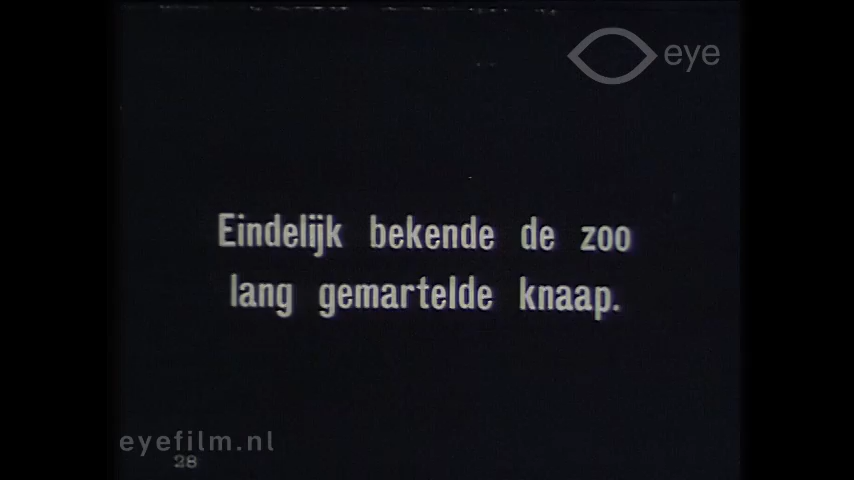 eye
Eindelijk bekende de zoo
lang gemartelde knaap.
eyefilm.nl
28